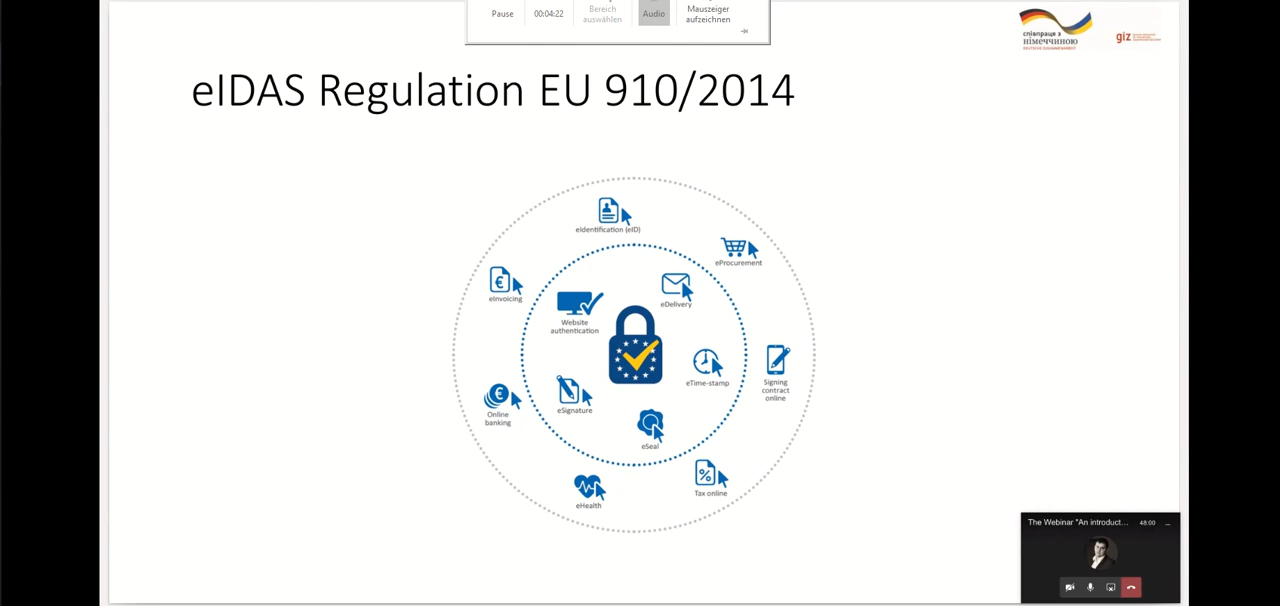 Pause
00:04:22
Bereich
auswählen
Audio
Mauszeiger
aufzeichnen
співпраця з
німеччиною
DEUTSCHE ZUSAMMENARBEIT
giz
eIDAS Regulation EU 910/2014
eIdentification (eID)
eProcurement
eInvoicing
eDelivery
Website
authentication
eTime-stamp
Signing
contract
online
Online
banking
eSignature
eSeal
Tax online
eHealth
The Webinar "An introduct...
48:00